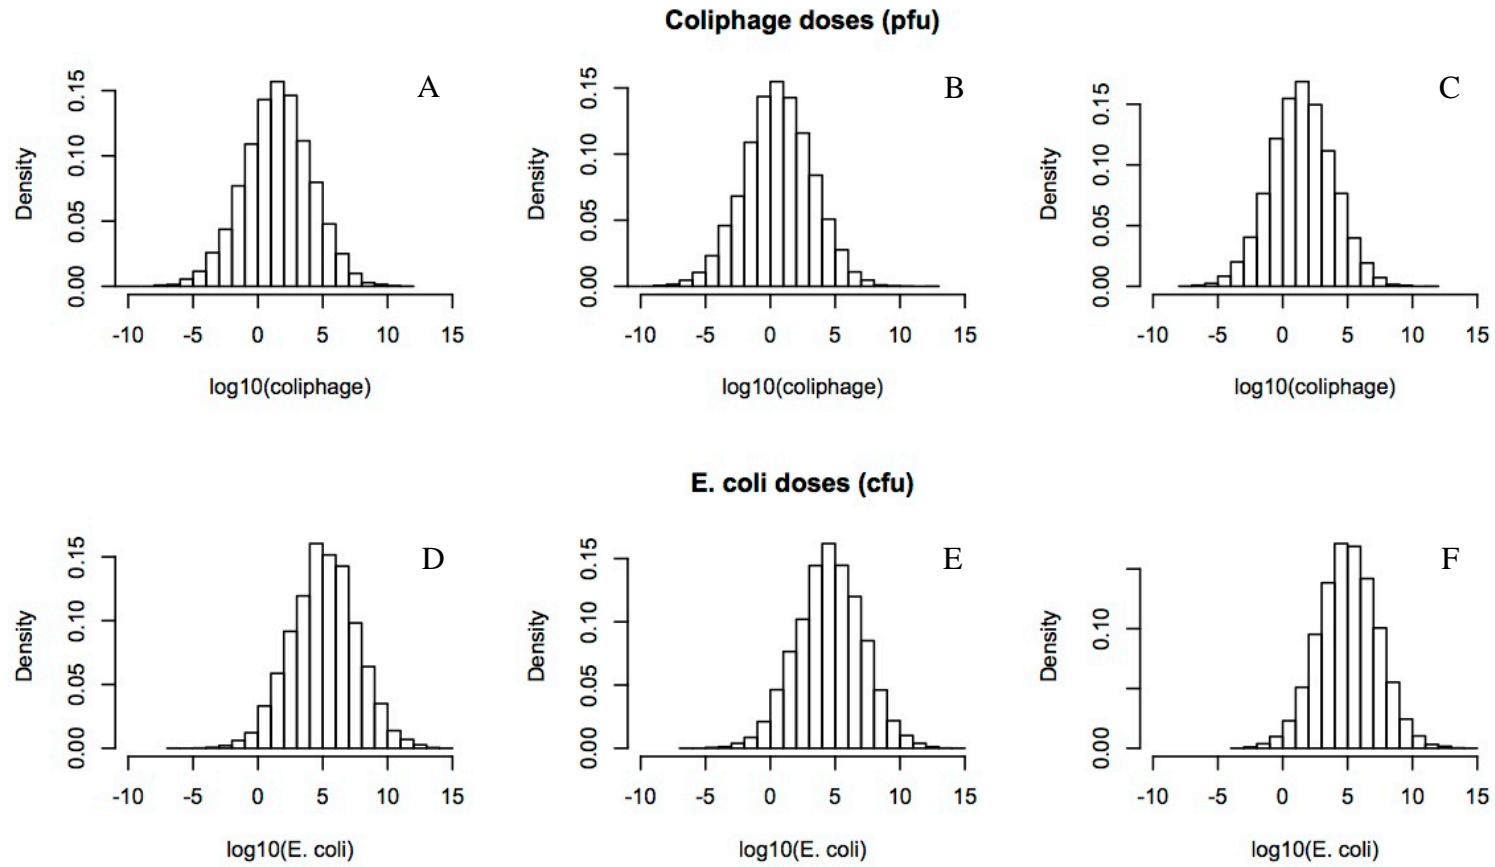 Coliphage doses (pfu)
A
B
C
Density
0.00 0.05 0.10 0.15
-10 -5 0 5 10 15
log10(coliphage)
Density
0.00 0.05 0.10 0.15
-10 -5 0 5 10 15
log10(coliphage)
Density
0.00 0.05 0.10 0.15
-10 -5 0 5 10 15
log10(coliphage)
E. coli doses (cfu)
D
E
F
Density
0.00 0.05 0.10 0.15
-10 -5 0 5 10 15
log10(E. coli)
Density
0.00 0.05 0.10 0.15
-10 -5 0 5 10 15
log10(E. coli)
Density
0.00 0.10
-10 -5 0 5 10 15
log10(E. coli)